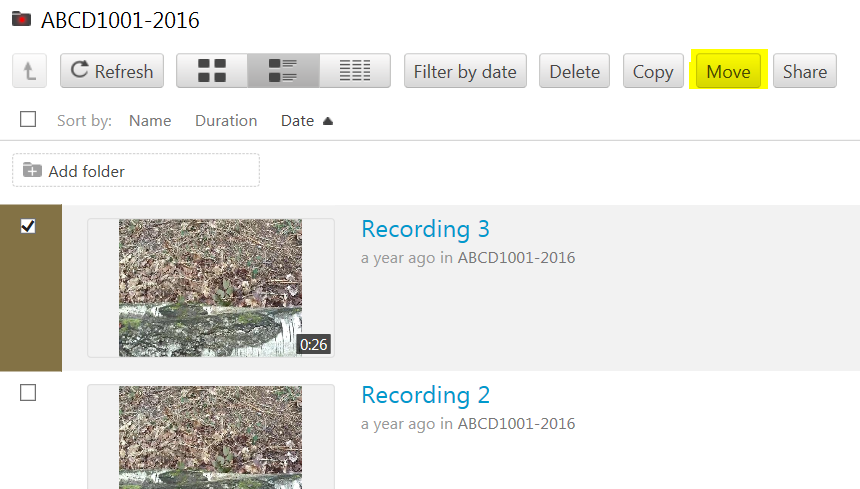 ABCD1001-2016
Refresh Filter by date Delete Copy Move Share
Sort by: Name Duration Date
Add folder
Recording 3
a year ago in ABCD1001-2016
0:26
Recording 2
a year ago in ABCD1001-2016